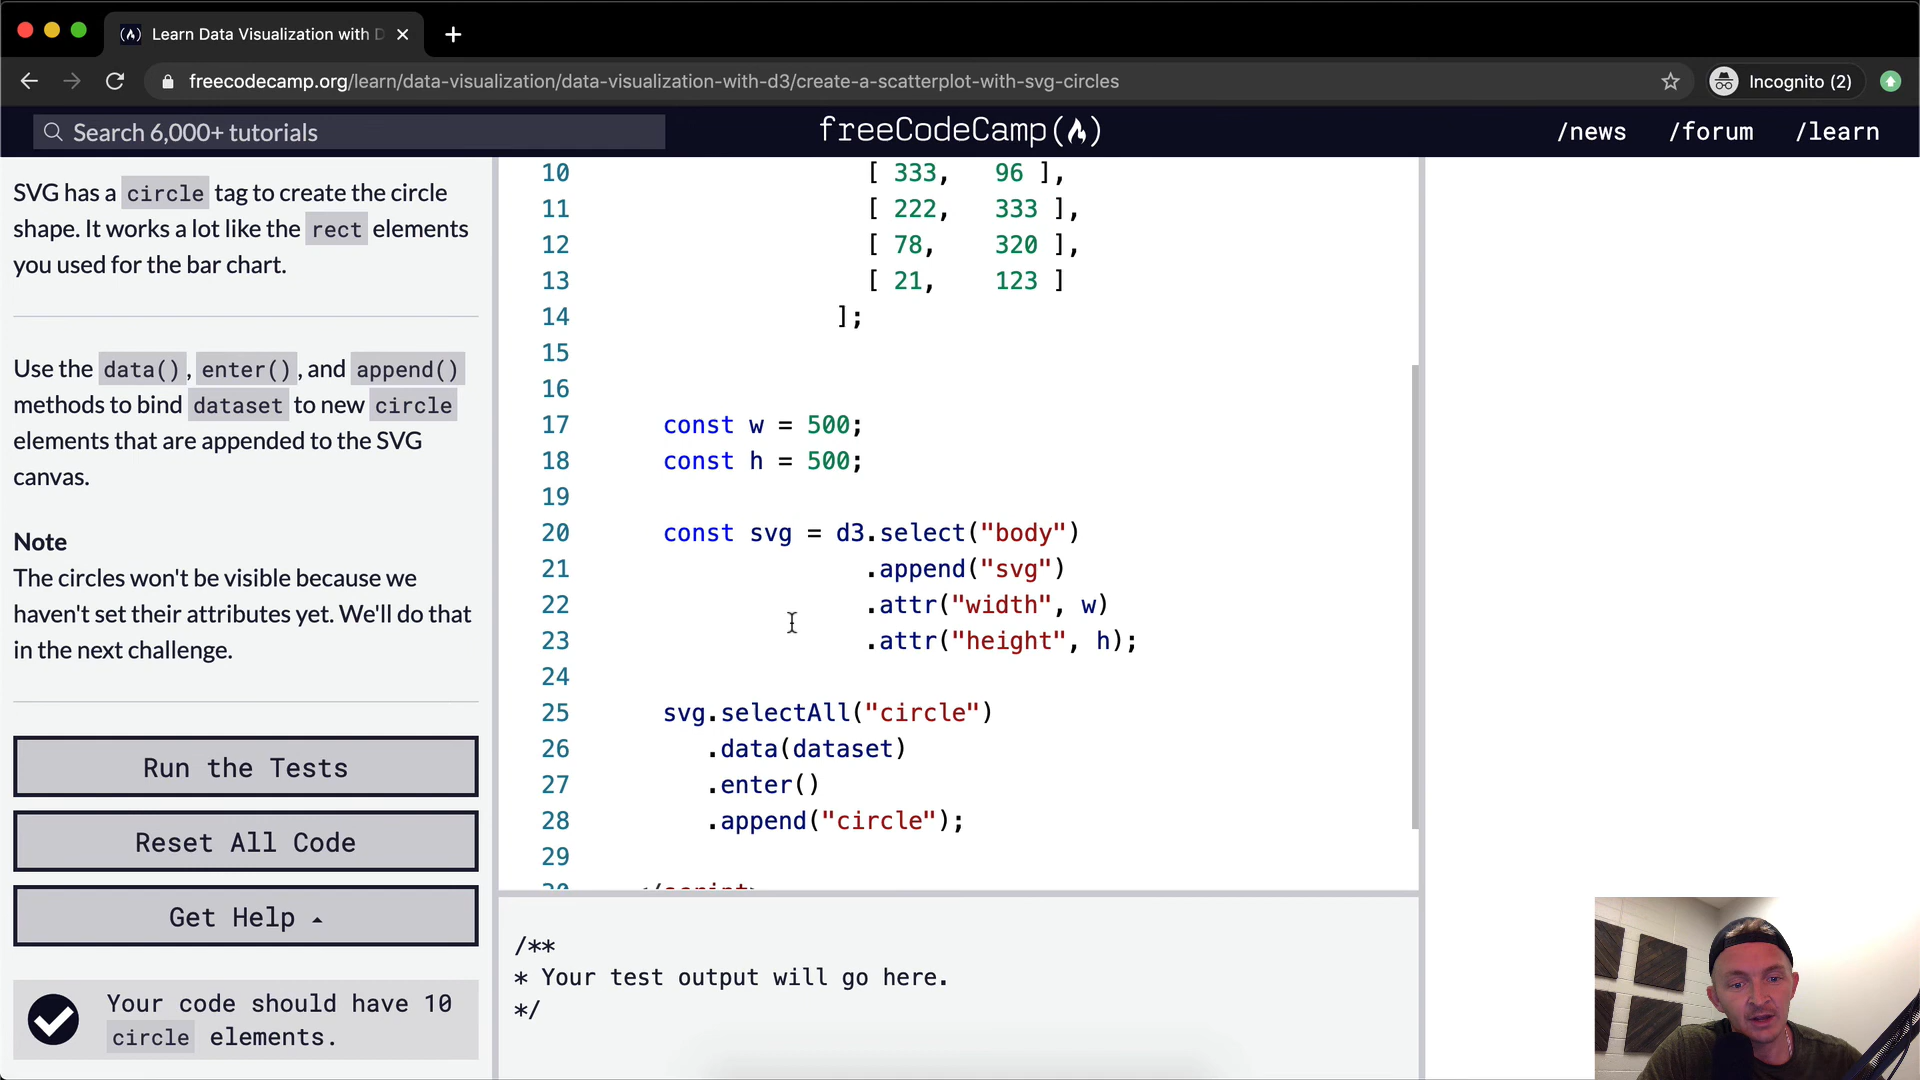 Learn Data Visualization with D
freecodecamp.org/learn/data-visualization/data-visualization-with-d3/create-a-scatterplot-with-svg-circles
Incognito (2)
Search 6,000+ tutorials
freeCodeCamp
/news
/forum
/learn
SVG has a circle tag to create the circle
shape. It works a lot like the rect elements
you used for the bar chart.
Use the data(), enter(), and append()
methods to bind dataset to new circle
elements that are appended to the SVG
canvas.
Note
The circles won't be visible because we
haven't set their attributes yet. We'll do that
in the next challenge.
Run the Tests
Reset All Code
Get Help
Your code should have 10
circle elements.
10 [ 333, 96 ],
11 [ 222, 333 ],
12 [ 78, 320 ],
13 [ 21, 123 ]
14 ];
15
16
17 const w = 500;
18 const h = 500;
19
20 const svg = d3.select("body")
21 .append("svg")
22 .attr("width", w)
23 .attr("height", h);
24
25 svg.selectAll("circle")
26 .data(dataset)
27 .enter()
28 .append("circle");
29
30 </script>
/**
* Your test output will go here.
*/